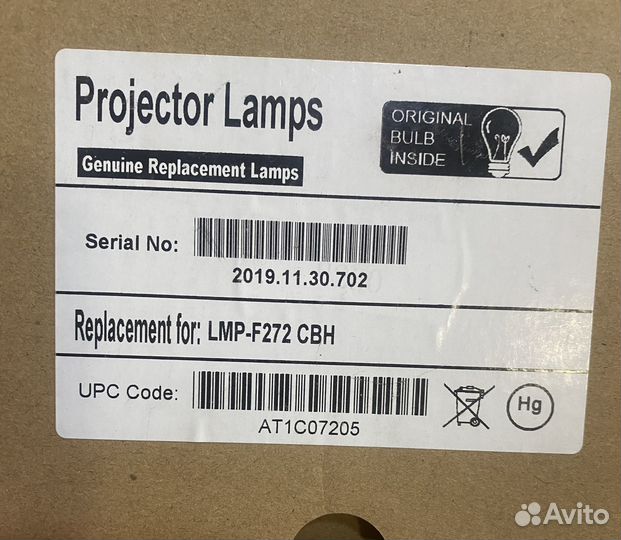 Projector Lamps
ORIGINAL
BULB
INSIDE
Genuine Replacement Lamps
Serial No:
2019.11.30.702
Replacement for: LMP-F272 CBH
UPC Code:
AT1C07205
Hg
Avito